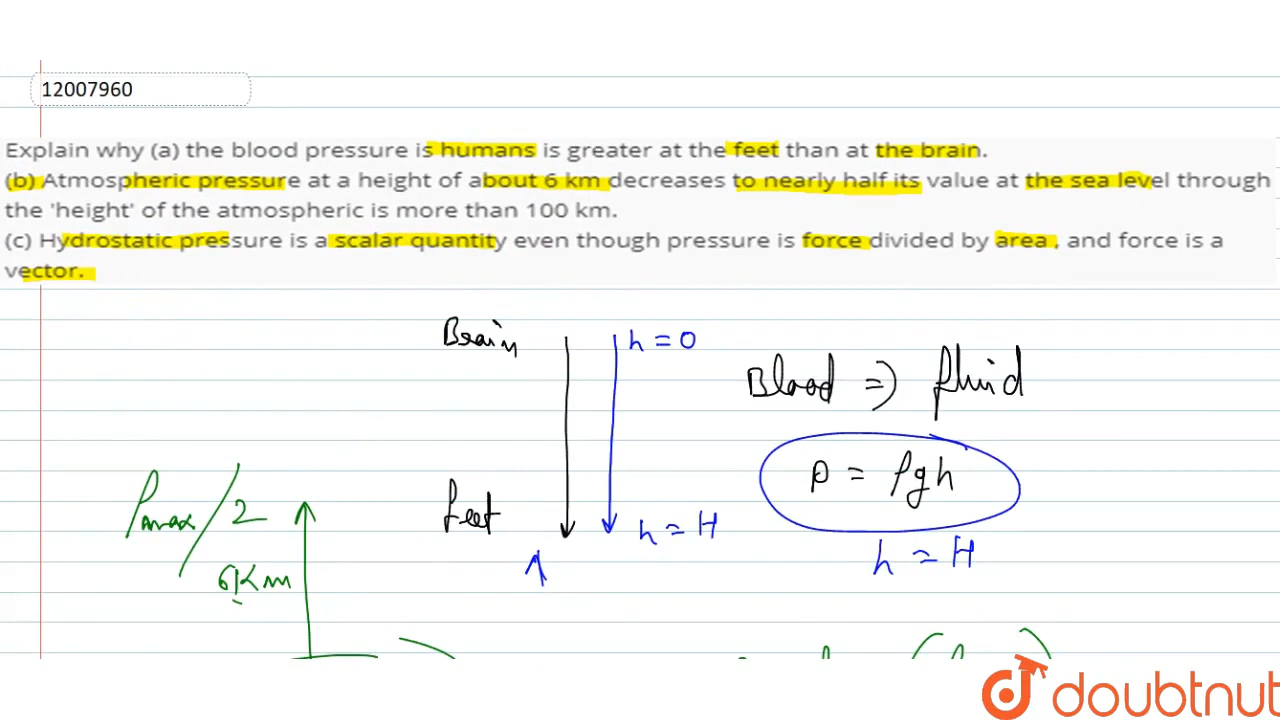 12007960
Explain why (a) the blood pressure is humans is greater at the feet than at the brain.
(b) Atmospheric pressure at a height of about 6 km decreases to nearly half its value at the sea level through
the 'height' of the atmospheric is more than 100 km.
(c) Hydrostatic pressure is a scalar quantity even though pressure is force divided by area , and force is a
vector.
Brain
h = 0
Blood => fluid
P = ρgh
feet
h = H
h = H
Pmax/2
6Km
doubtnut